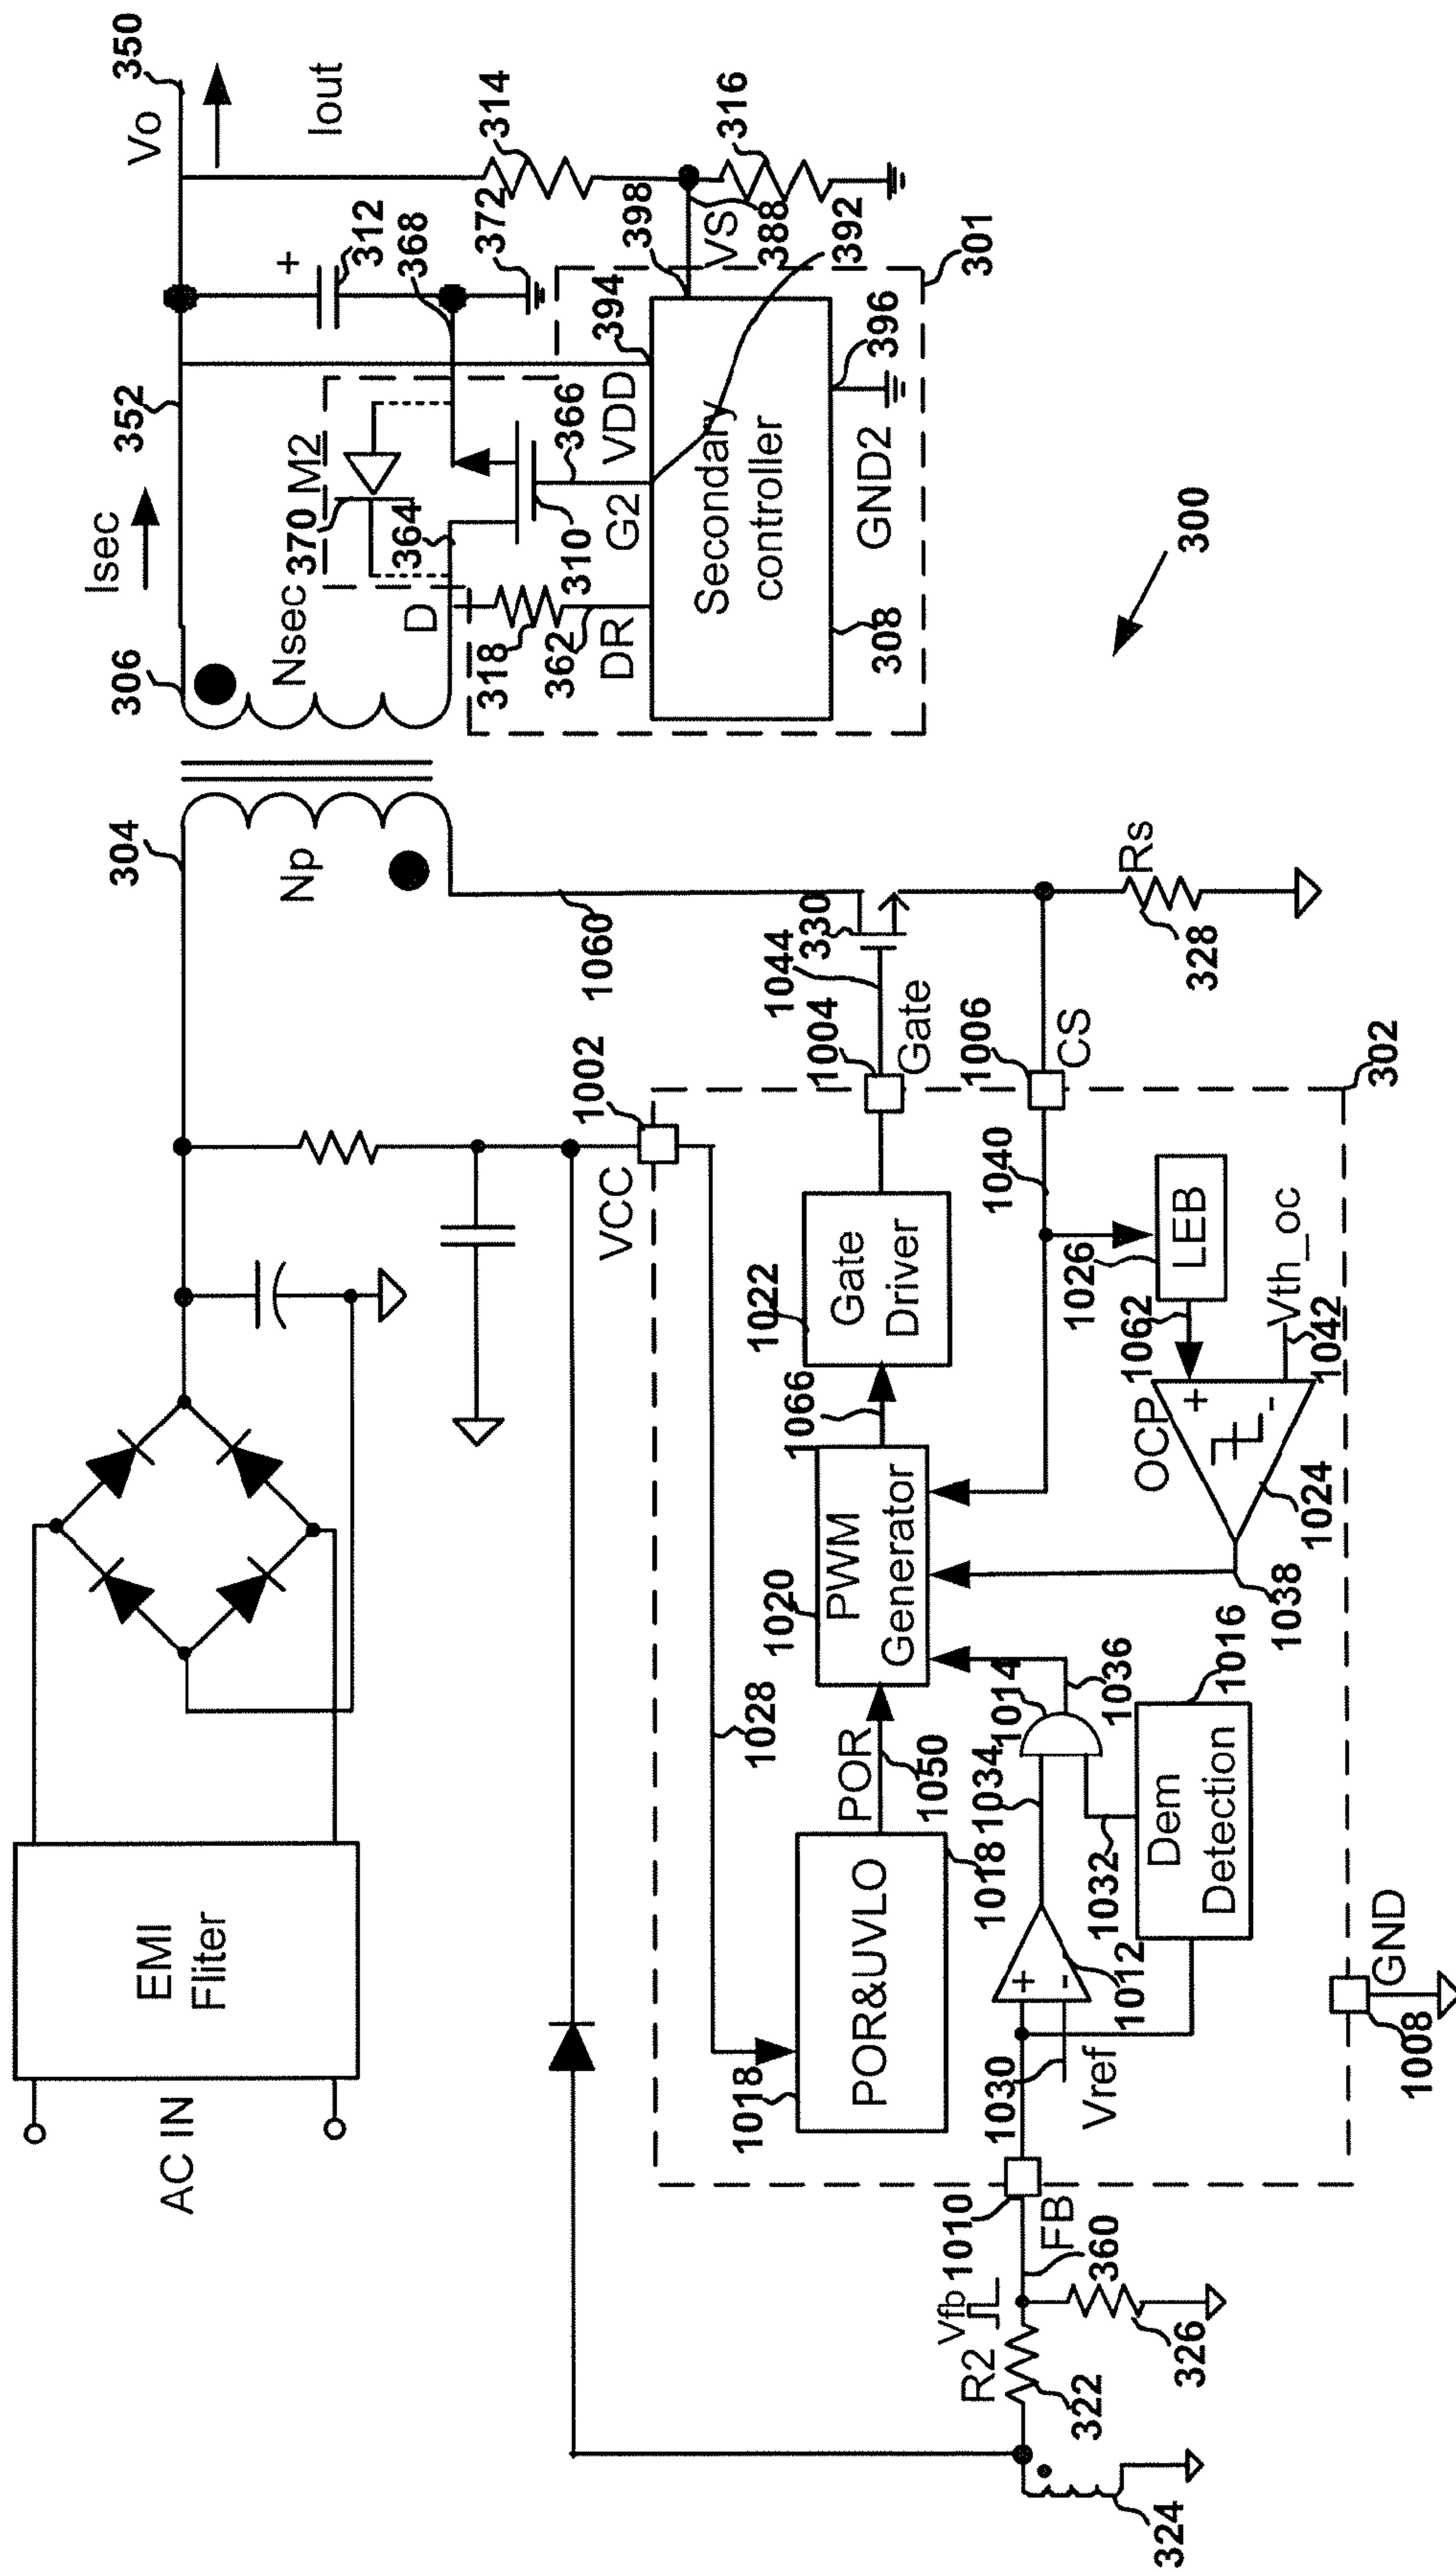 AC IN
EMI
Fliter
304
Np
306
Nsec
Isec
352
Vo
350
Iout
+
312
368
372
314
316
398
VS
388
392
301
394
VDD
370
M2
364
366
G2
310
D
318
362
DR
Secondary
controller
308
GND2
396
300
1060
1002
VCC
1044
330
1004
Gate
1006
CS
Rs
328
302
1028
1022
Gate
Driver
1066
1020
PWM
Generator
1040
1026
LEB
1062
Vth_oc
1042
OCP
+
-
1024
1038
POR
1050
1018
POR&UVLO
1018
1014
1036
1034
1032
1016
Dem
Detection
+
-
1012
1030
Vref
1010
FB
360
Vfb
R2
322
326
324
GND
1008